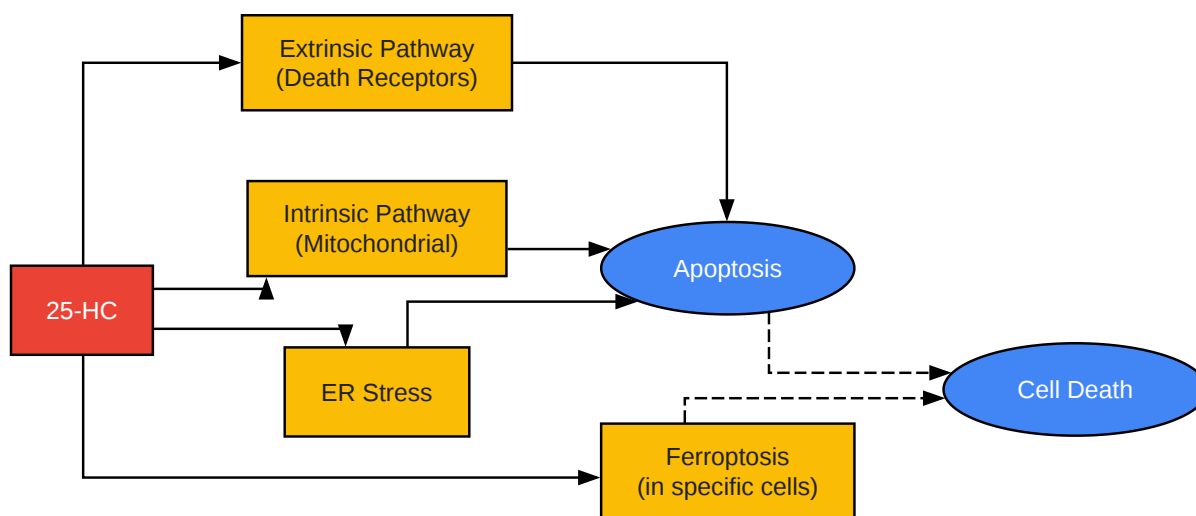 Extrinsic Pathway
(Death Receptors)
Intrinsic Pathway
(Mitochondrial)
Apoptosis
25-HC
ER Stress
Cell Death
Ferroptosis
(in specific cells)